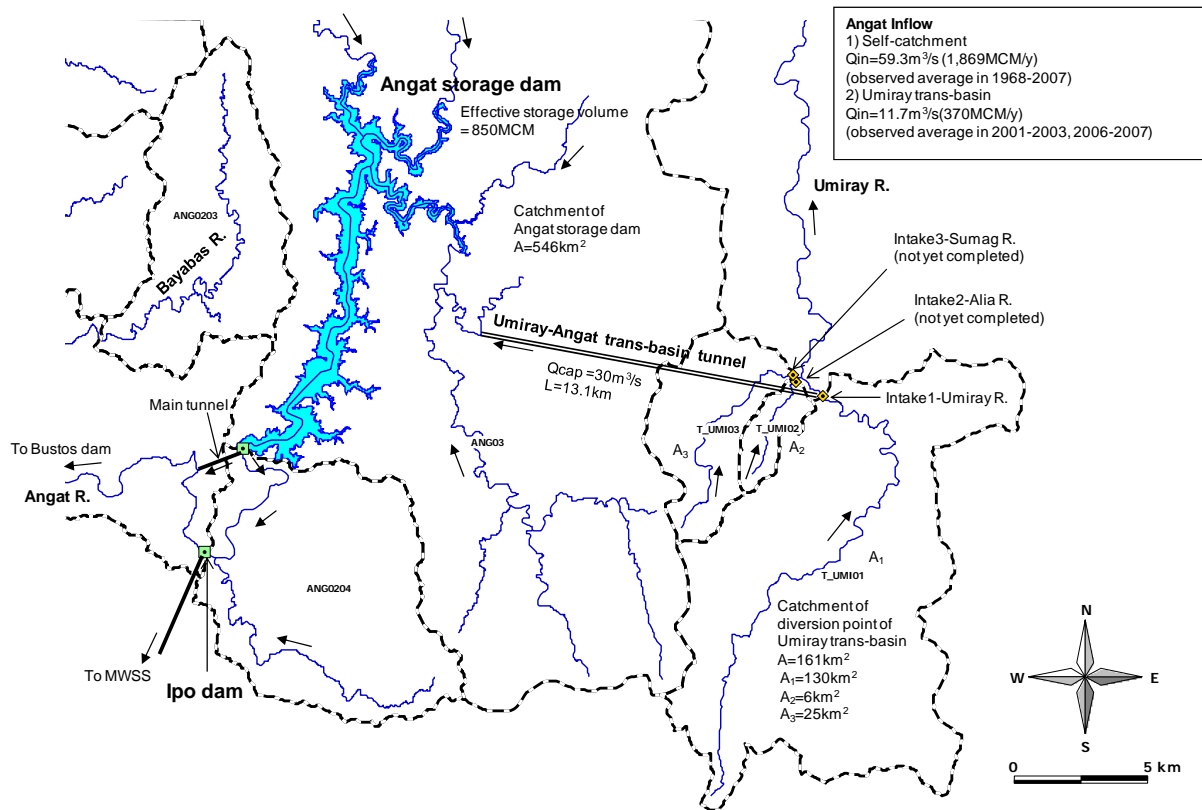 Angat Inflow
1) Self-catchment
Qin=59.3m³/s (1,869MCM/y)
(observed average in 1968-2007)
2) Umiray trans-basin
Qin=11.7m³/s(370MCM/y)
(observed average in 2001-2003, 2006-2007)
Angat storage dam
Effective storage volume
= 850MCM
Umiray R.
ANG0203
Bayabas R.
Catchment of
Angat storage dam
A=546km²
Intake3-Sumag R.
(not yet completed)
Intake2-Alia R.
(not yet completed)
Umiray-Angat trans-basin tunnel
Qcap =30m³/s
L=13.1km
Intake1-Umiray R.
Main tunnel
To Bustos dam
Angat R.
ANG03
T_UMI03
T_UMI02
A₃
A₂
A₁
T_UMI01
ANG0204
Catchment of
diversion point of
Umiray trans-basin
A=161km²
A₁=130km²
A₂=6km²
A₃=25km²
To MWSS
Ipo dam
N
W
E
S
0
5 km